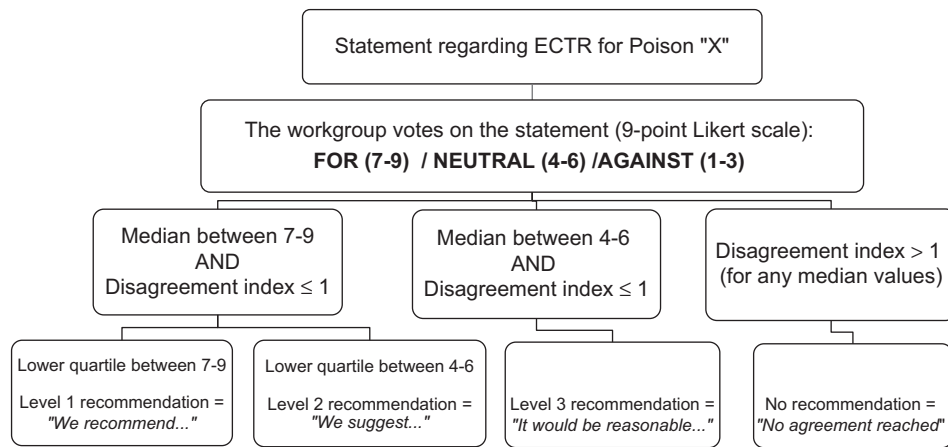 Statement regarding ECTR for Poison "X"
The workgroup votes on the statement (9-point Likert scale):
FOR (7-9) / NEUTRAL (4-6) /AGAINST (1-3)
Median between 7-9
AND
Disagreement index ≤ 1
Median between 4-6
AND
Disagreement index ≤ 1
Disagreement index > 1
(for any median values)
Lower quartile between 7-9
Level 1 recommendation =
"We recommend..."
Lower quartile between 4-6
Level 2 recommendation =
"We suggest..."
Level 3 recommendation =
"It would be reasonable..."
No recommendation =
"No agreement reached"